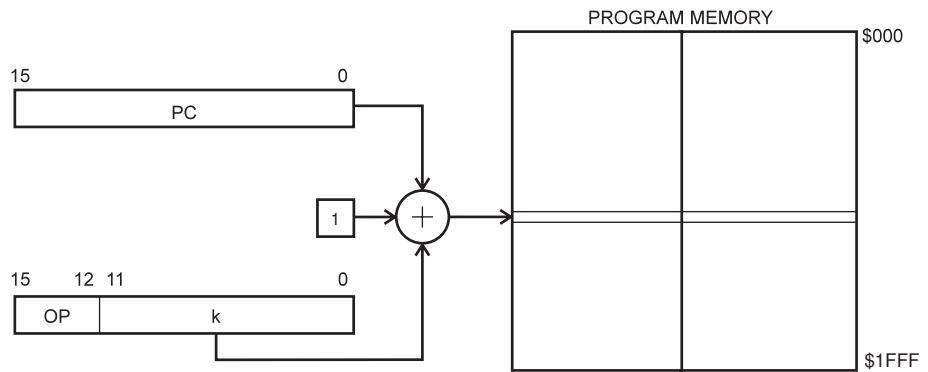 PROGRAM MEMORY
$000
15 0
PC
1
+
15 12 11 0
OP k
$1FFF